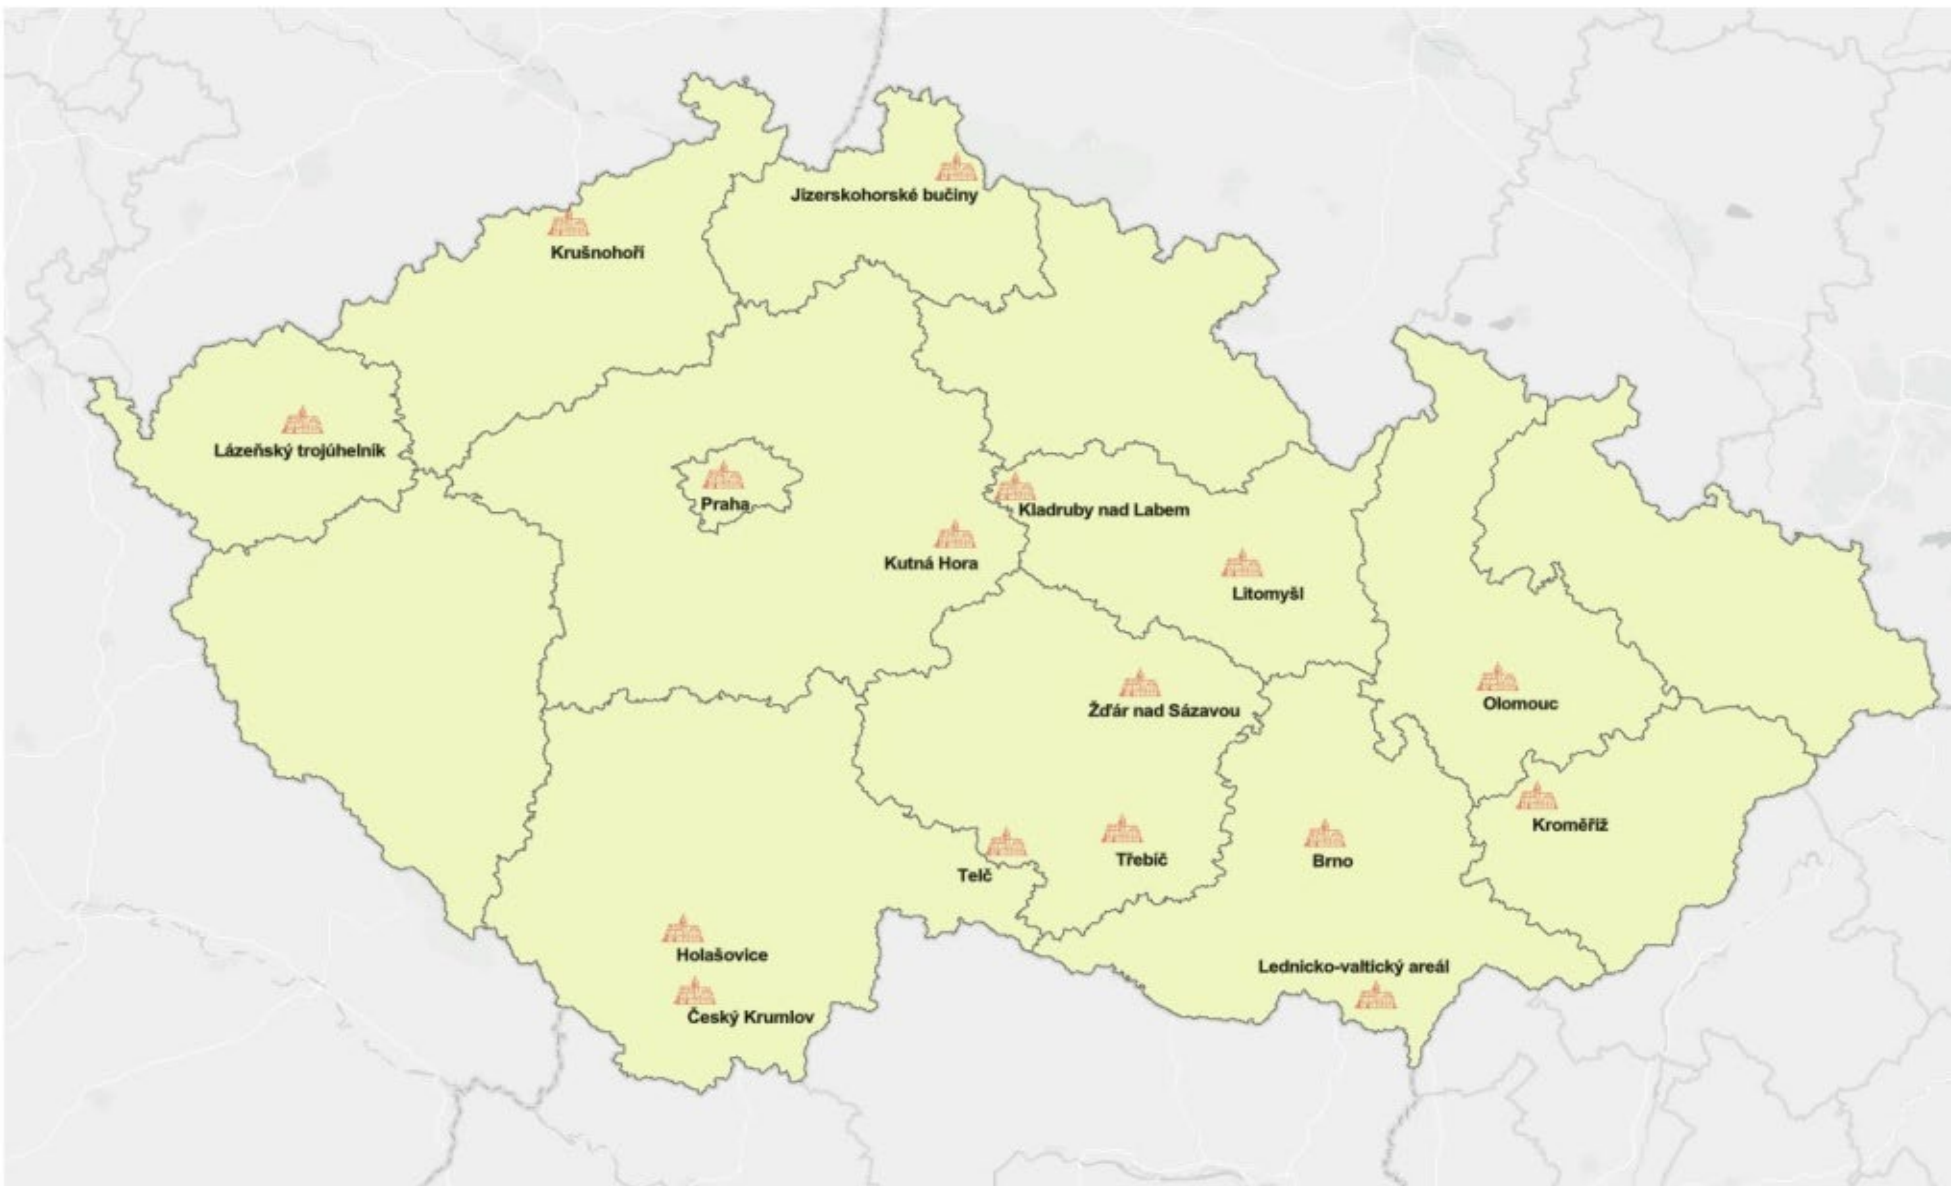 Jizerskohorské bučiny
Krušnohoří
Lázeňský trojúhelník
Praha
Kladruby nad Labem
Kutná Hora
Litomyšl
Žďár nad Sázavou
Olomouc
Kroměříž
Třebíč
Brno
Telč
Holašovice
Lednicko-valtický areál
Český Krumlov